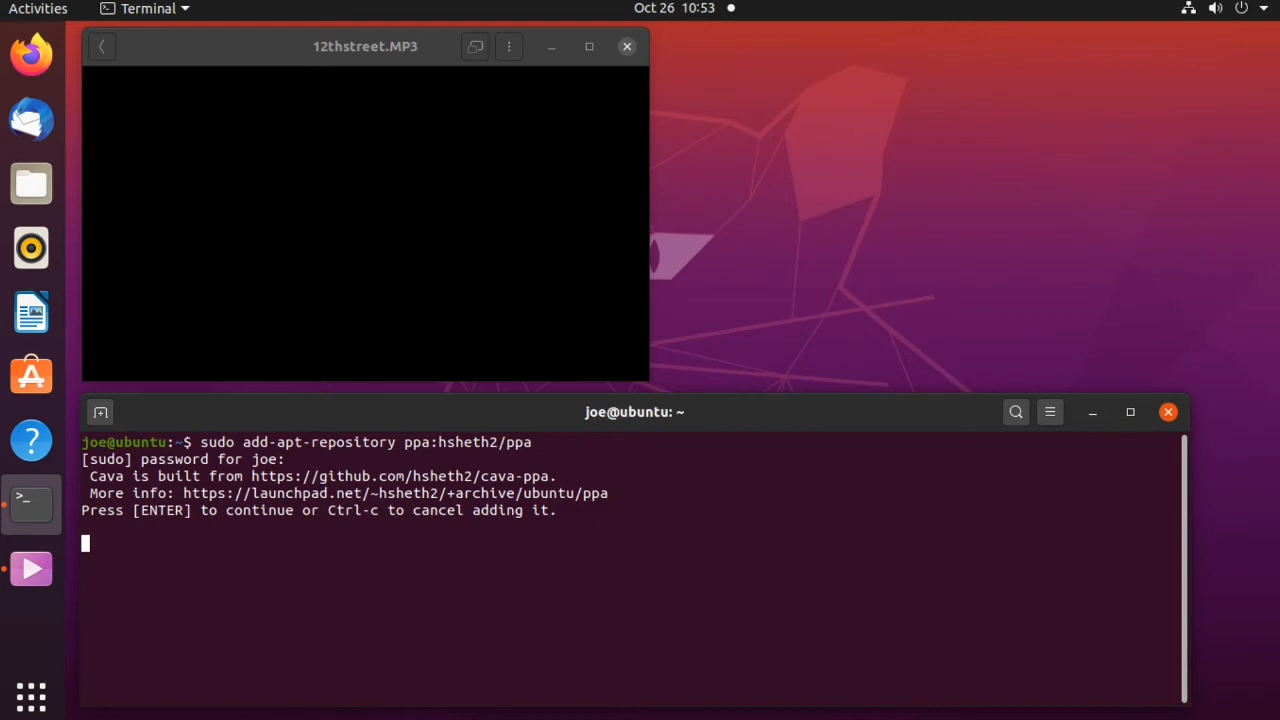 Activities
Terminal
Oct 26 10:53
12thstreet.MP3
joe@ubuntu: ~
joe@ubuntu:~$ sudo add-apt-repository ppa:hsheth2/ppa
[sudo] password for joe:
Cava is built from https://github.com/hsheth2/cava-ppa.
More info: https://launchpad.net/~hsheth2/+archive/ubuntu/ppa
Press [ENTER] to continue or Ctrl-c to cancel adding it.